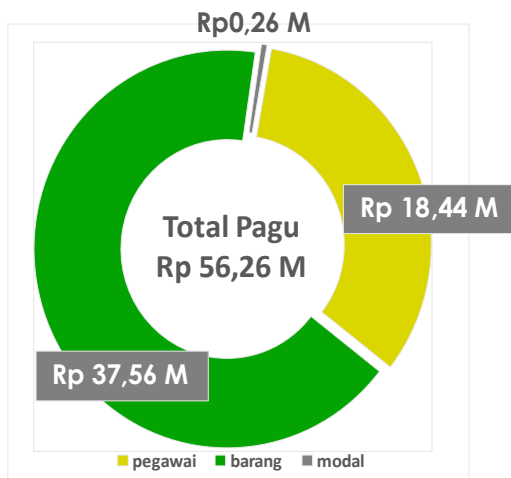 Rp0,26 M
Rp 18,44 M
Total Pagu
Rp 56,26 M
Rp 37,56 M
pegawai barang modal